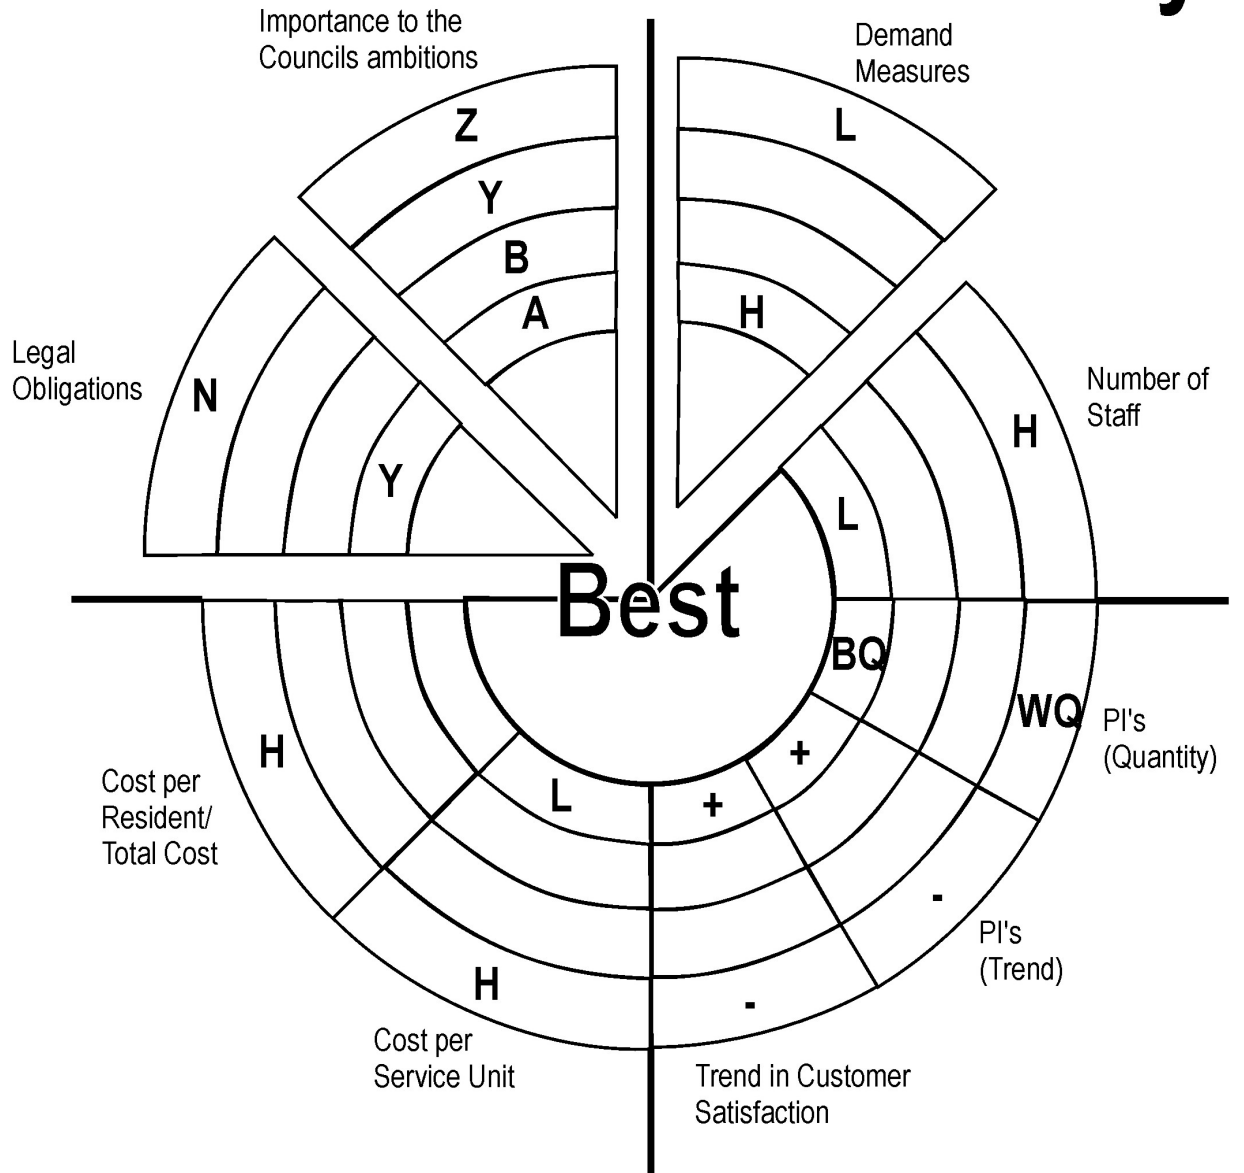 Importance to the
Councils ambitions
Demand
Measures
Z
L
Y
B
A
H
Legal
Obligations
N
Y
Number of
Staff
H
L
Best
BQ
WQ
PI's
(Quantity)
+
+
-
PI's
(Trend)
-
Trend in Customer
Satisfaction
L
H
Cost per
Service Unit
H
Cost per
Resident/
Total Cost